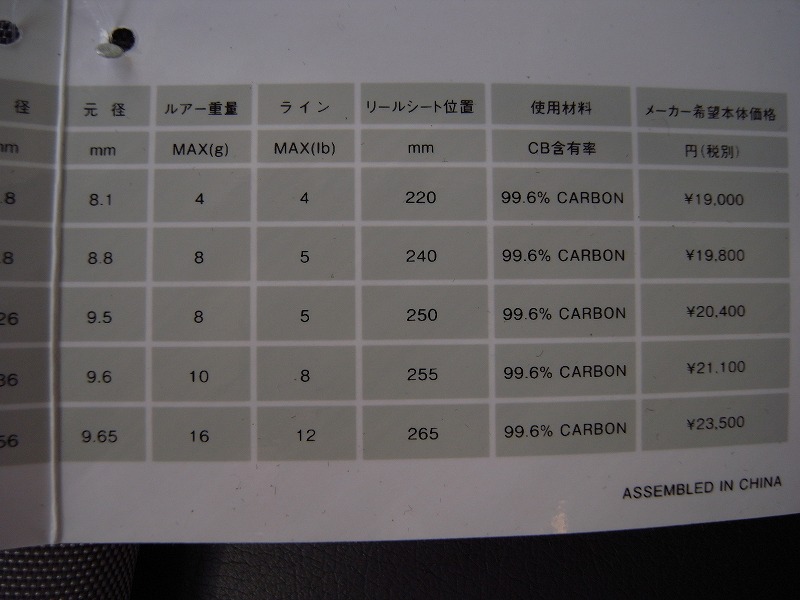 径 元径 ルアー重量 ライン リールシート位置 使用材料 メーカー希望本体価格
mm mm MAX(g) MAX(lb) mm CB含有率 円(税別)
.8 8.1 4 4 220 99.6% CARBON ¥19,000
.8 8.8 8 5 240 99.6% CARBON ¥19,800
26 9.5 8 5 250 99.6% CARBON ¥20,400
36 9.6 10 8 255 99.6% CARBON ¥21,100
56 9.65 16 12 265 99.6% CARBON ¥23,500
ASSEMBLED IN CHINA